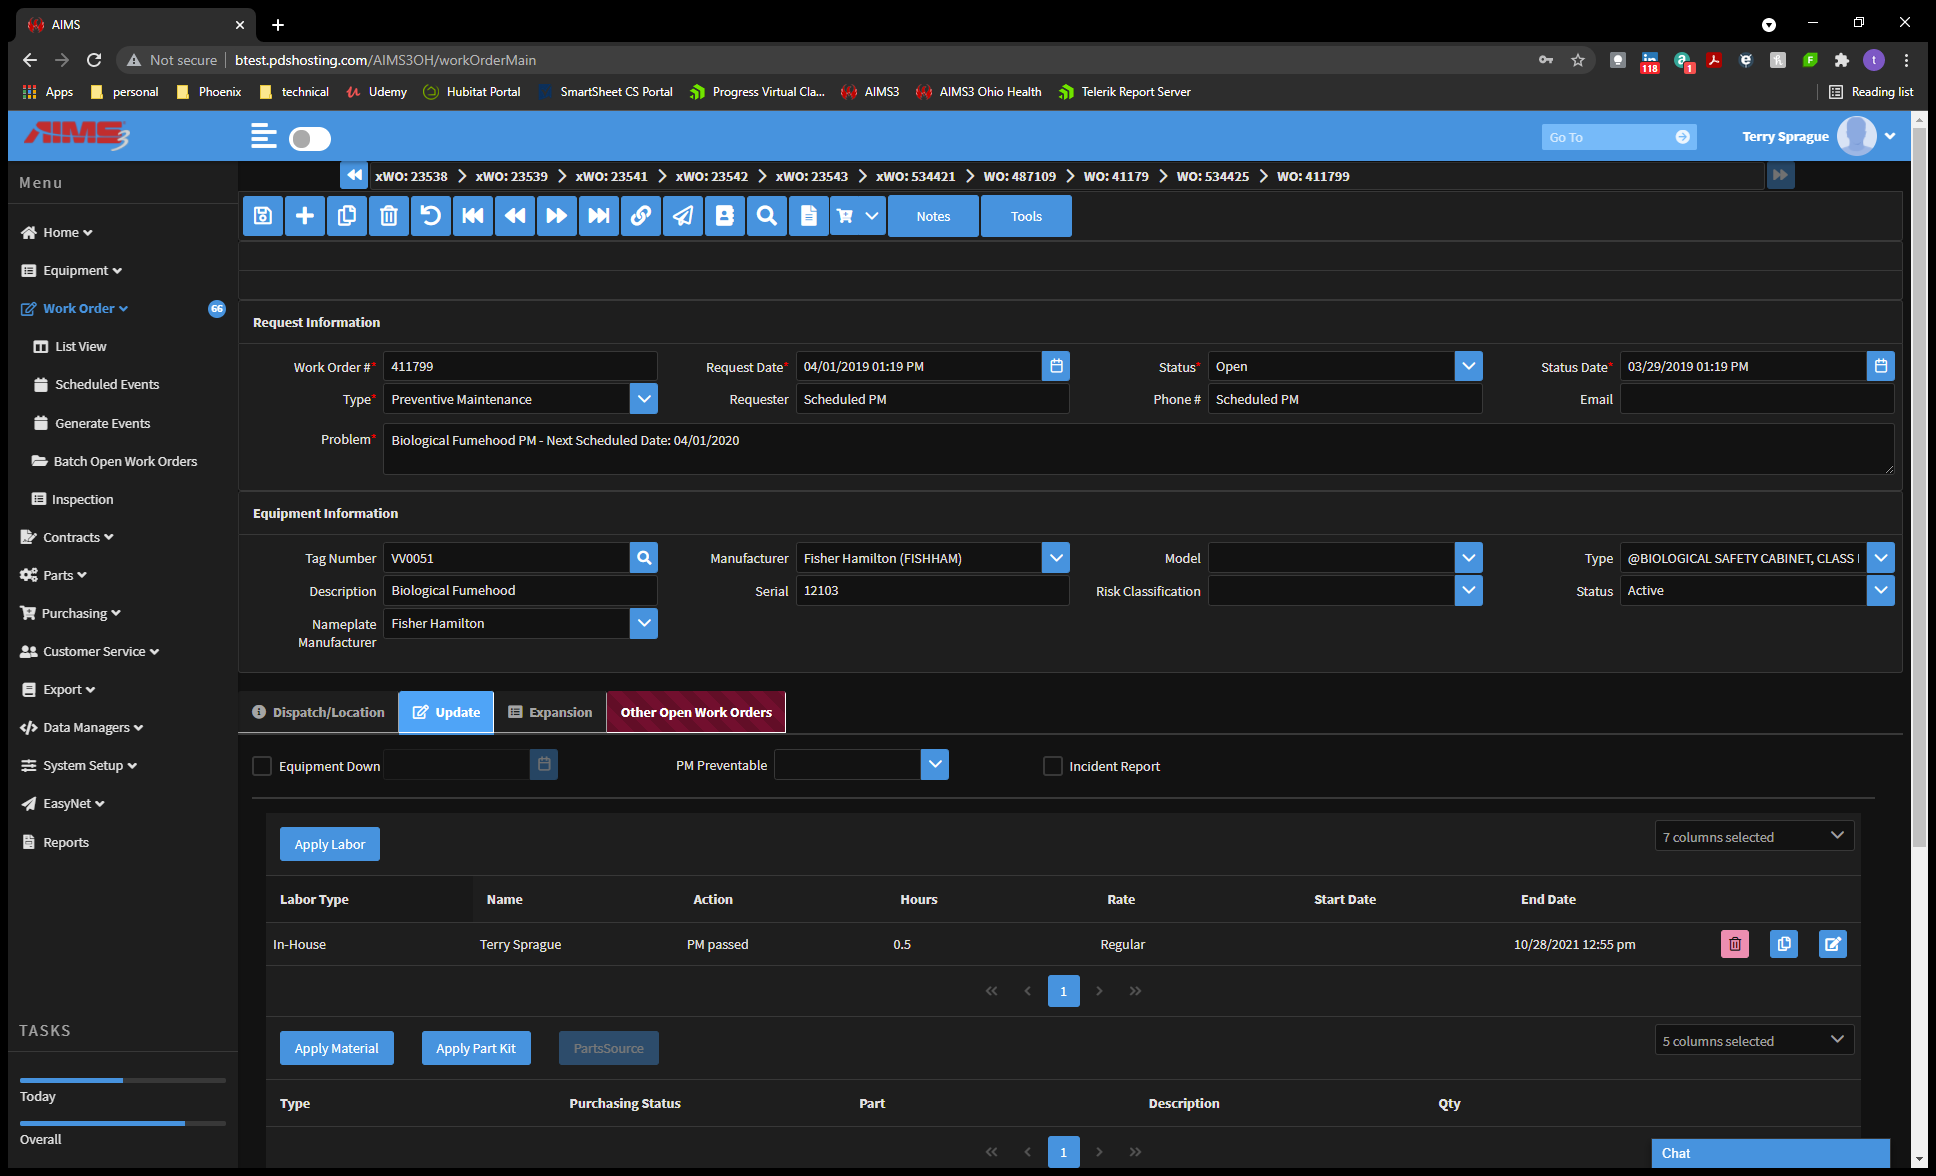 AIMS
Not secure | btest.pdshosting.com/AIMS3OH/workOrderMain
118
1
t
Apps personal Phoenix technical Udemy Hubitat Portal SmartSheet CS Portal Progress Virtual Cla... AIMS3 AIMS3 Ohio Health Telerik Report Server Reading list
AIMS3
Go To
Terry Sprague
Menu
xWO: 23538 xWO: 23539 xWO: 23541 xWO: 23542 xWO: 23543 xWO: 534421 WO: 487109 WO: 41179 WO: 534425 WO: 411799
Notes Tools
Home
Equipment
Work Order 66
List View
Scheduled Events
Generate Events
Batch Open Work Orders
Inspection
Contracts
Parts
Purchasing
Customer Service
Export
Data Managers
System Setup
EasyNet
Reports
TASKS
Today
Overall
Request Information
Work Order #* 411799 Request Date* 04/01/2019 01:19 PM Status* Open Status Date* 03/29/2019 01:19 PM
Type* Preventive Maintenance Requester Scheduled PM Phone # Scheduled PM Email
Problem* Biological Fumehood PM - Next Scheduled Date: 04/01/2020
Equipment Information
Tag Number VV0051 Manufacturer Fisher Hamilton (FISHHAM) Model Type @BIOLOGICAL SAFETY CABINET, CLASS I
Description Biological Fumehood Serial 12103 Risk Classification Status Active
Nameplate Manufacturer Fisher Hamilton
Dispatch/Location Update Expansion Other Open Work Orders
Equipment Down PM Preventable Incident Report
Apply Labor 7 columns selected
Labor Type Name Action Hours Rate Start Date End Date
In-House Terry Sprague PM passed 0.5 Regular 10/28/2021 12:55 pm
1
Apply Material Apply Part Kit PartsSource 5 columns selected
Type Purchasing Status Part Description Qty
1
Chat